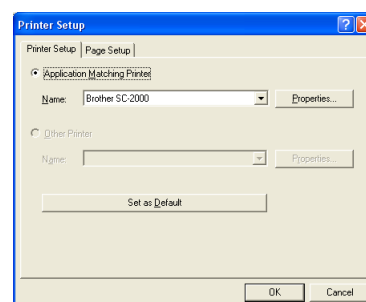 Printer Setup
Printer Setup Page Setup
Application Matching Printer
Name: Brother SC-2000 Properties...
Other Printer
Name: Properties...
Set as Default
OK Cancel